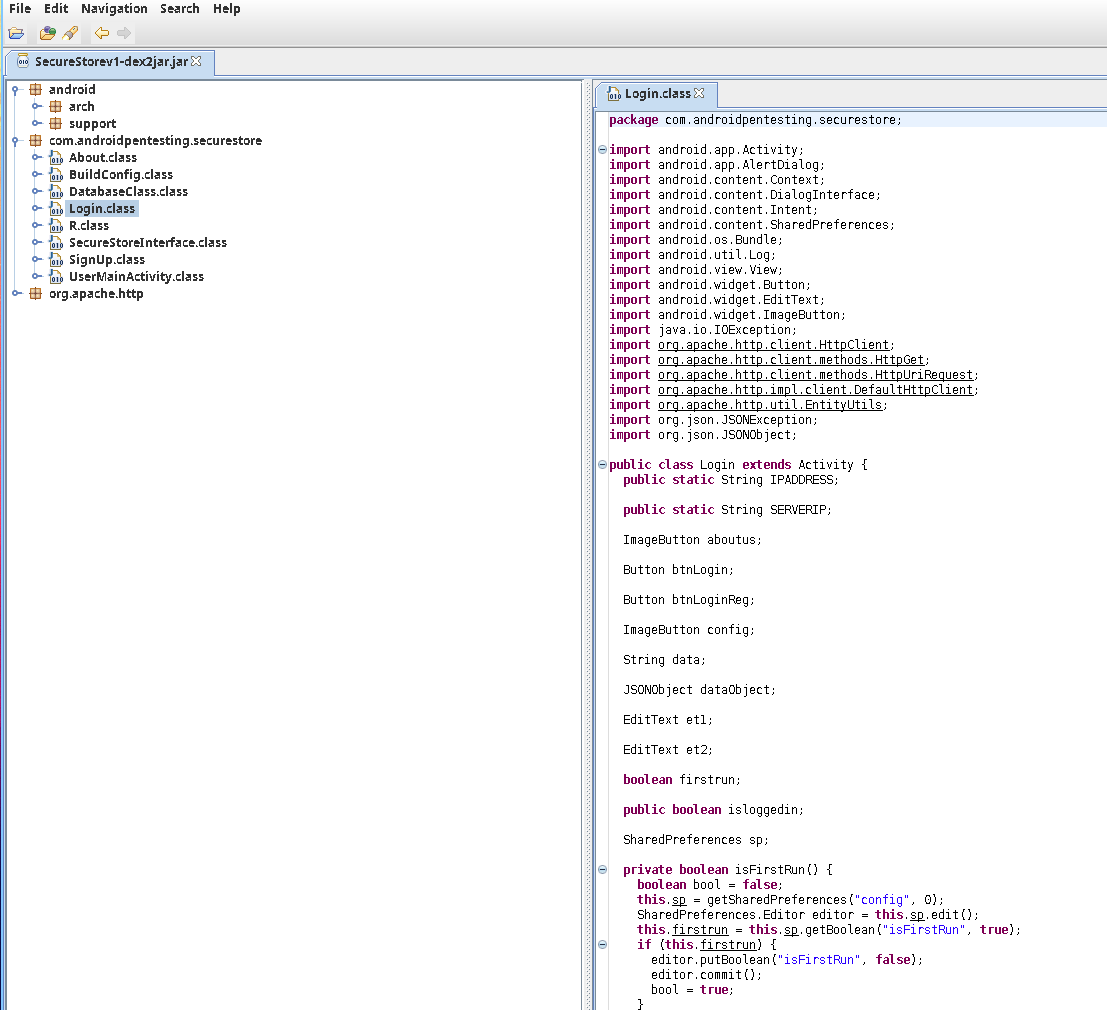 File Edit Navigation Search Help
SecureStorev1-dex2jar.jar
android
arch
support
com.androidpentesting.securestore
About.class
BuildConfig.class
DatabaseClass.class
Login.class
R.class
SecureStoreInterface.class
SignUp.class
UserMainActivity.class
org.apache.http
Login.class
package com.androidpentesting.securestore;
import android.app.Activity;
import android.app.AlertDialog;
import android.content.Context;
import android.content.DialogInterface;
import android.content.Intent;
import android.content.SharedPreferences;
import android.os.Bundle;
import android.util.Log;
import android.view.View;
import android.widget.Button;
import android.widget.EditText;
import android.widget.ImageButton;
import java.io.IOException;
import org.apache.http.client.HttpClient;
import org.apache.http.client.methods.HttpGet;
import org.apache.http.client.methods.HttpUriRequest;
import org.apache.http.impl.client.DefaultHttpClient;
import org.apache.http.util.EntityUtils;
import org.json.JSONException;
import org.json.JSONObject;
public class Login extends Activity {
public static String IPADDRESS;
public static String SERVERIP;
ImageButton aboutus;
Button btnLogin;
Button btnLoginReg;
ImageButton config;
String data;
JSONObject dataObject;
EditText et1;
EditText et2;
boolean firstrun;
public boolean isloggedin;
SharedPreferences sp;
private boolean isFirstRun() {
boolean bool = false;
this.sp = getSharedPreferences("config", 0);
SharedPreferences.Editor editor = this.sp.edit();
this.firstrun = this.sp.getBoolean("isFirstRun", true);
if (this.firstrun) {
editor.putBoolean("isFirstRun", false);
editor.commit();
bool = true;
}